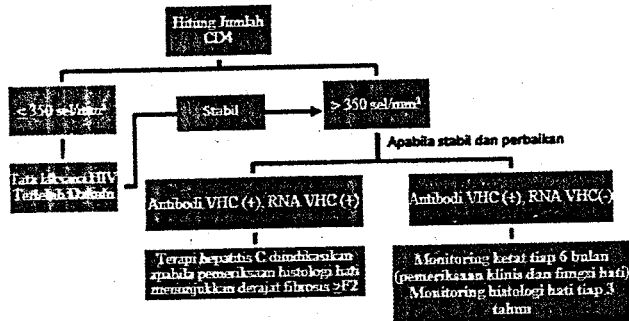 Hitung Jumlah
CD4
< 350 sel/mm³
Stabil
> 350 sel/mm³
Apabila stabil dan perbaikan
Tata laksana HIV
Terlebih Dahulu
Antibodi VHC (+), RNA VHC (+)
Antibodi VHC (+), RNA VHC(-)
Terapi hepatitis C diindikasikan
apabila pemeriksaan histologi hati
menunjukkan derajat fibrosis >F2
Monitoring ketat tiap 6 bulan
(pemeriksaan klinis dan fungsi hati)
Monitoring histologi hati tiap 3
tahun